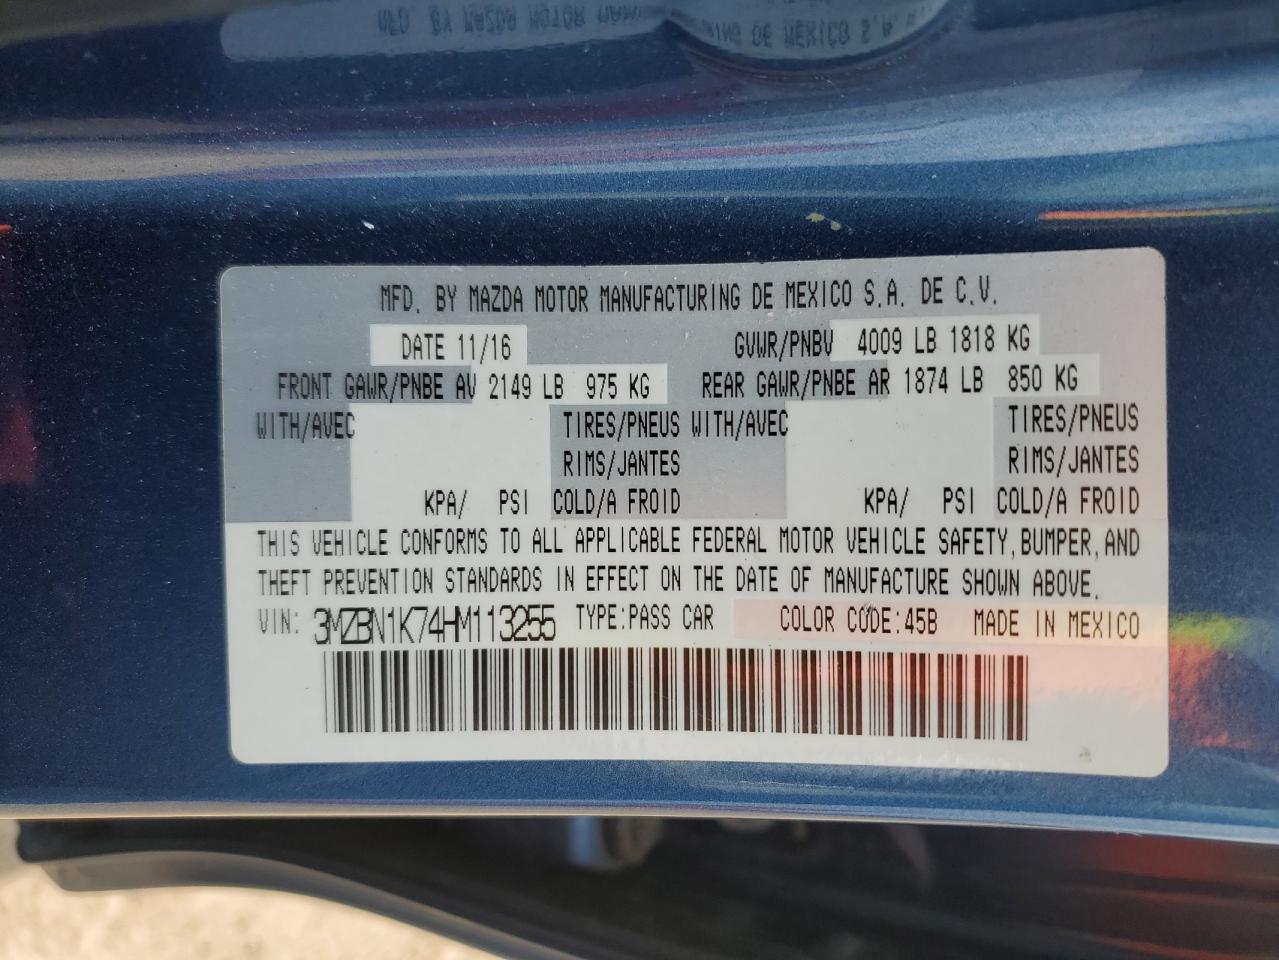 MFD. BY MAZDA MOTOR MANUFACTURING DE MEXICO S.A. DE C.V.
DATE 11/16 GVWR/PNBV 4009 LB 1818 KG
FRONT GAWR/PNBE AV 2149 LB 975 KG REAR GAWR/PNBE AR 1874 LB 850 KG
WITH/AVEC TIRES/PNEUS WITH/AVEC TIRES/PNEUS
RIMS/JANTES RIMS/JANTES
KPA/ PSI COLD/A FROID KPA/ PSI COLD/A FROID
THIS VEHICLE CONFORMS TO ALL APPLICABLE FEDERAL MOTOR VEHICLE SAFETY, BUMPER, AND
THEFT PREVENTION STANDARDS IN EFFECT ON THE DATE OF MANUFACTURE SHOWN ABOVE.
VIN: 3MZBN1K74HM113255 TYPE:PASS CAR COLOR CODE:45B MADE IN MEXICO